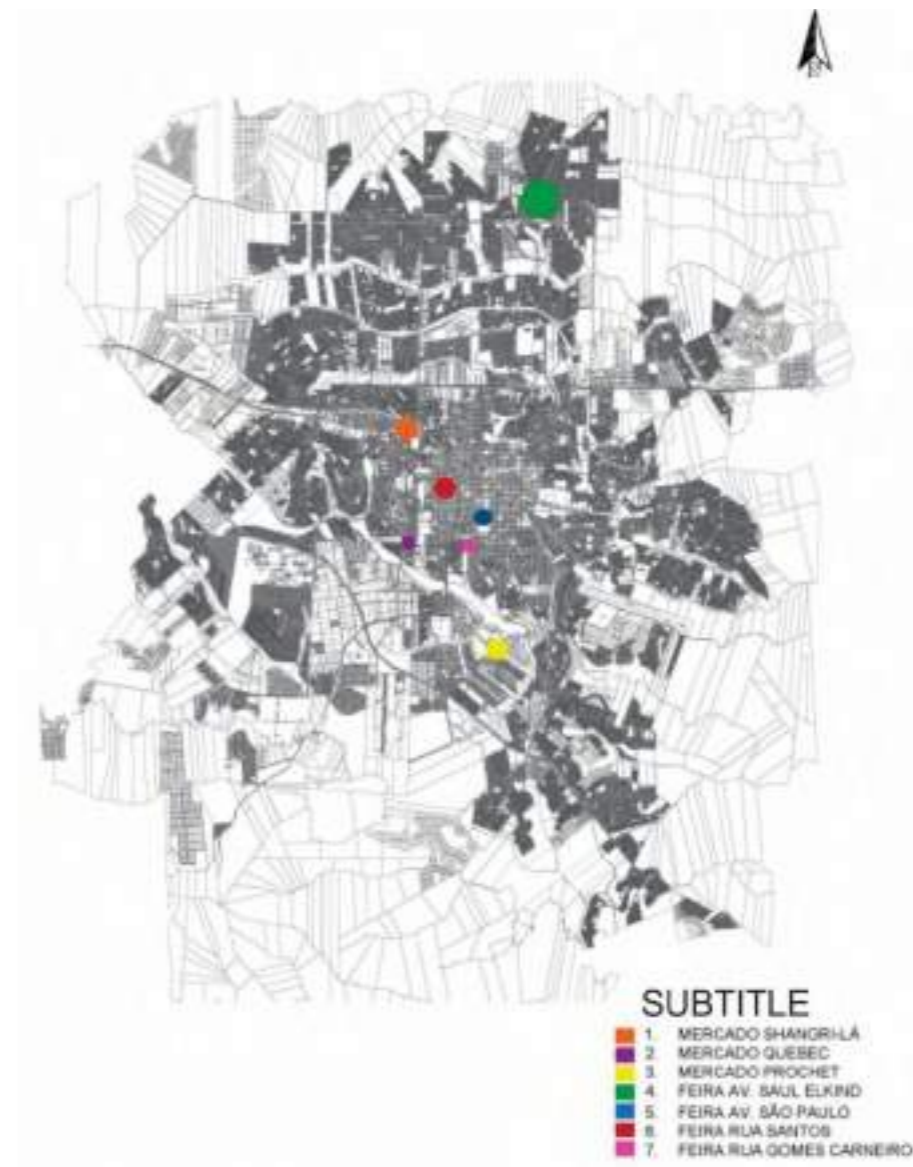 SUBTITLE
1. MERCADO SHANGRI-LÁ
2. MERCADO QUEBEC
3. MERCADO PROCHET
4. FEIRA AV. SAUL ELKIND
5. FEIRA AV. SÃO PAULO
6. FEIRA RUA SANTOS
7. FEIRA RUA GOMES CARNEIRO